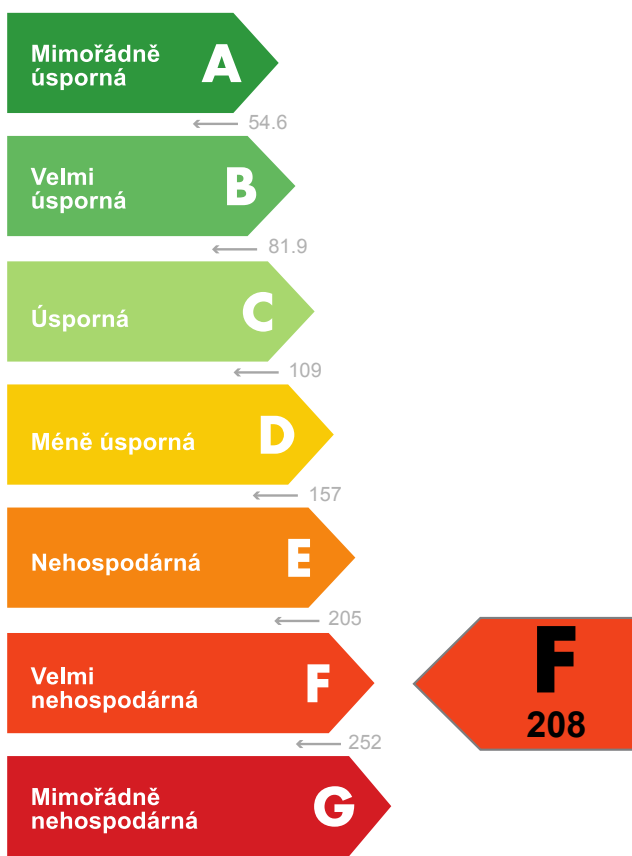 Mimořádně
úsporná
A
54.6
Velmi
úsporná
B
81.9
Úsporná
C
109
Méně úsporná
D
157
Nehospodárná
E
205
Velmi
nehospodárná
F
F
208
252
Mimořádně
nehospodárná
G